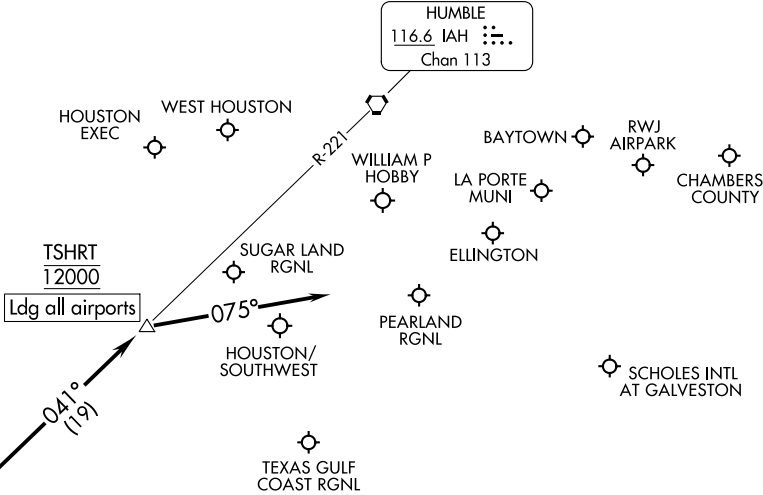 HUMBLE
116.6 IAH
Chan 113
HOUSTON
EXEC
WEST HOUSTON
R-221
WILLIAM P
HOBBY
BAYTOWN
RWJ
AIRPARK
LA PORTE
MUNI
CHAMBERS
COUNTY
ELLINGTON
TSHRT
12000
Ldg all airports
SUGAR LAND
RGNL
075°
HOUSTON/
SOUTHWEST
PEARLAND
RGNL
SCHOLES INTL
AT GALVESTON
041°
(19)
TEXAS GULF
COAST RGNL